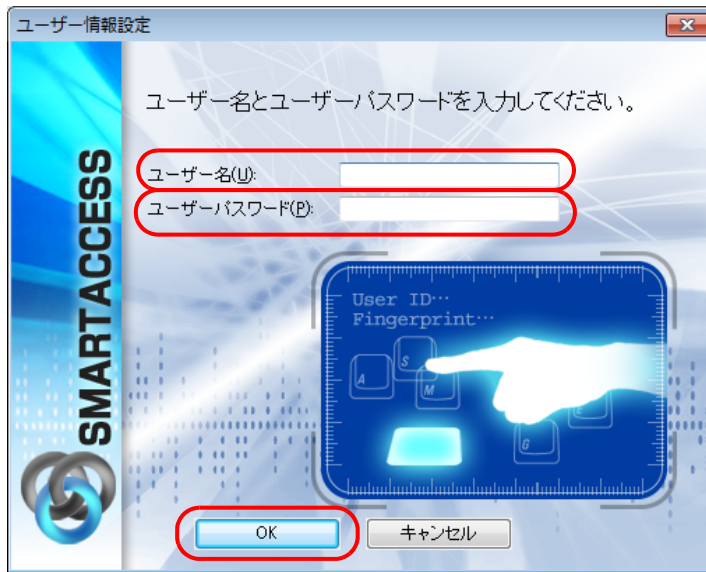 ユーザー情報設定
ユーザー名とユーザーパスワードを入力してください。
ユーザー名(U):
ユーザーパスワード(P):
SMARTACCESS
User ID…
Fingerprint…
S
A
M
E
G
OK
キャンセル